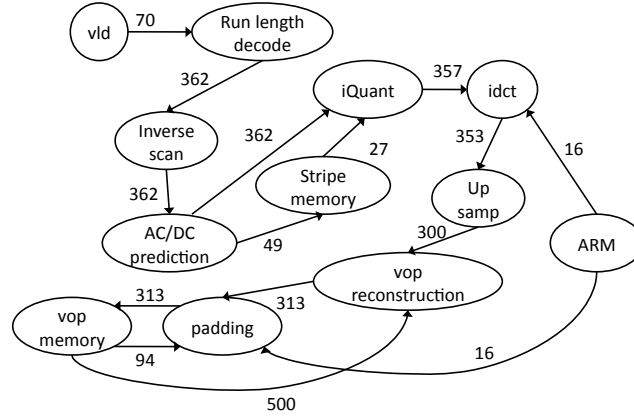 vld
70
Run length
decode
362
Inverse
scan
362
AC/DC
prediction
362
49
Stripe
memory
27
iQuant
357
idct
353
16
Up
samp
300
ARM
vop
reconstruction
313
16
padding
313
94
vop
memory
500